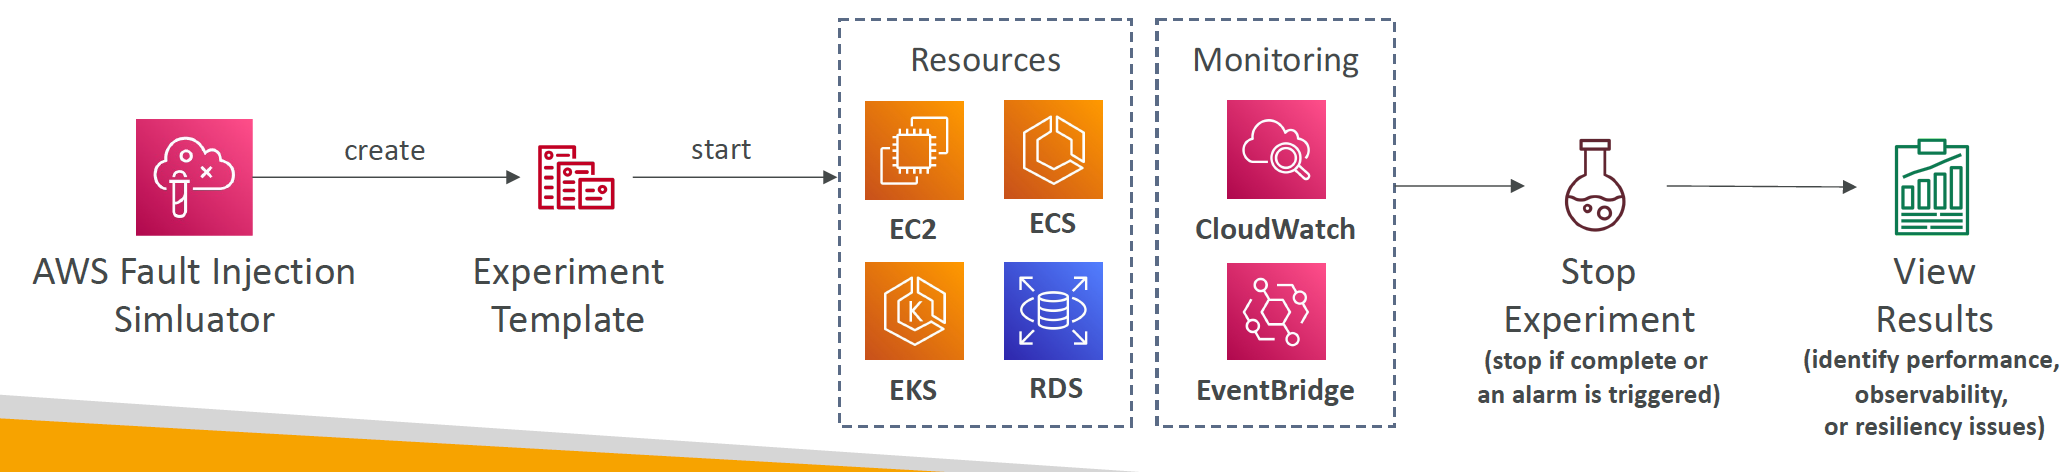 AWS Fault Injection
Simluator
create
Experiment
Template
start
Resources
EC2
ECS
EKS
K
RDS
Monitoring
CloudWatch
EventBridge
Stop
Experiment
(stop if complete or
an alarm is triggered)
View
Results
(identify performance,
observability,
or resiliency issues)